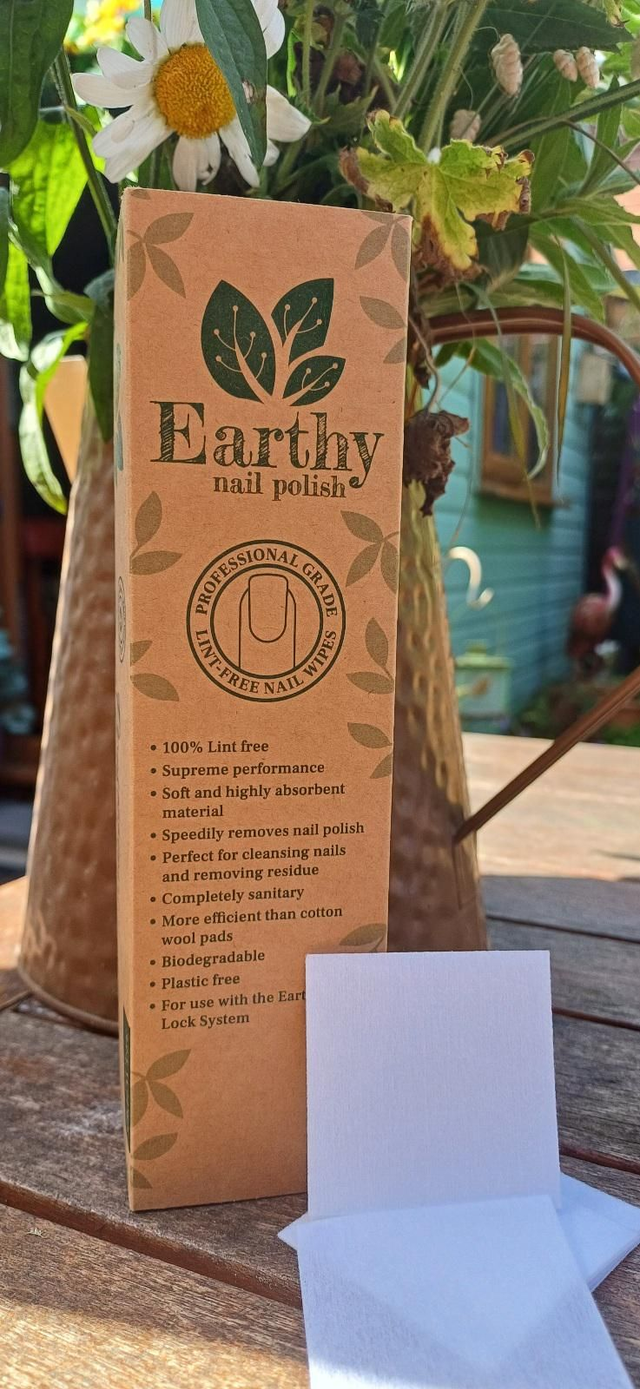 Earthy
nail polish
PROFESSIONAL GRADE
LINT-FREE NAIL WIPES
• 100% Lint free
• Supreme performance
• Soft and highly absorbent
material
• Speedily removes nail polish
• Perfect for cleansing nails
and removing residue
• Completely sanitary
• More efficient than cotton
wool pads
• Biodegradable
• Plastic free
• For use with the Eart
Lock System